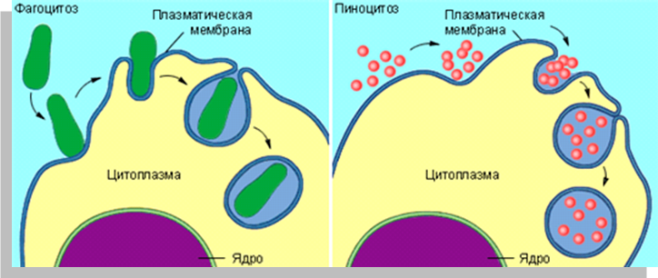 Фагоцитоз
Плазматическая
мембрана
Цитоплазма
Ядро
Пиноцитоз
Плазматическая
мембрана
Цитоплазма
Ядро